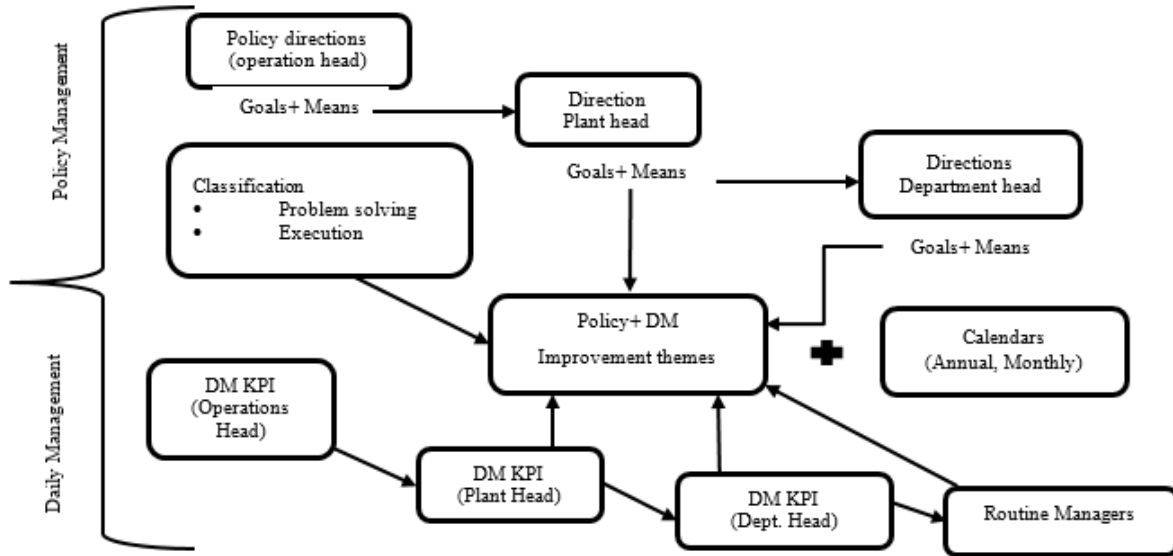 Policy Management
Policy directions
(operation head)
Goals+ Means
Direction
Plant head
Goals+ Means
Directions
Department head
Goals+ Means
Classification
• Problem solving
• Execution
Policy+ DM
Improvement themes
Calendars
(Annual, Monthly)
Daily Management
DM KPI
(Operations
Head)
DM KPI
(Plant Head)
DM KPI
(Dept. Head)
Routine Managers